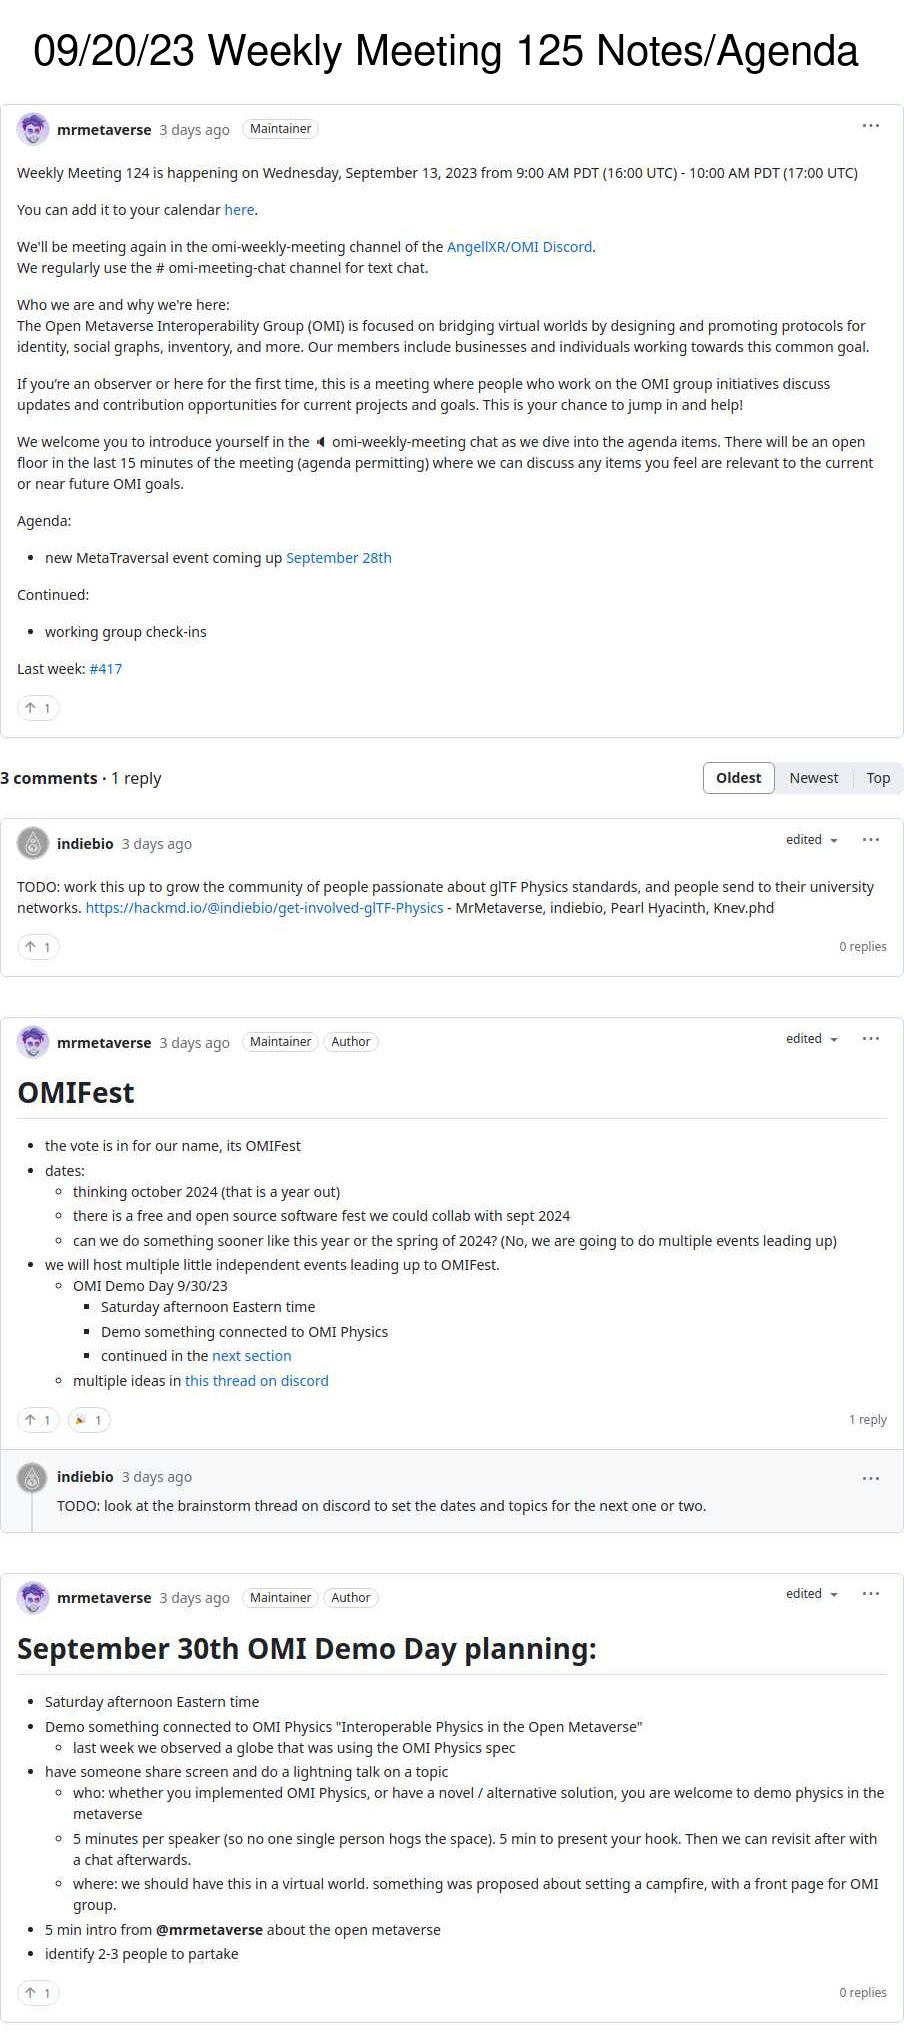 09/20/23 Weekly Meeting 125 Notes/Agenda
mrmetaverse 3 days ago Maintainer
Weekly Meeting 124 is happening on Wednesday, September 13, 2023 from 9:00 AM PDT (16:00 UTC) - 10:00 AM PDT (17:00 UTC)
You can add it to your calendar here.
We'll be meeting again in the omi-weekly-meeting channel of the AngellXR/OMI Discord.
We regularly use the # omi-meeting-chat channel for text chat.
Who we are and why we're here:
The Open Metaverse Interoperability Group (OMI) is focused on bridging virtual worlds by designing and promoting protocols for
identity, social graphs, inventory, and more. Our members include businesses and individuals working towards this common goal.
If you're an observer or here for the first time, this is a meeting where people who work on the OMI group initiatives discuss
updates and contribution opportunities for current projects and goals. This is your chance to jump in and help!
We welcome you to introduce yourself in the 🔈 omi-weekly-meeting chat as we dive into the agenda items. There will be an open
floor in the last 15 minutes of the meeting (agenda permitting) where we can discuss any items you feel are relevant to the current
or near future OMI goals.
Agenda:
• new MetaTraversal event coming up September 28th
Continued:
• working group check-ins
Last week: #417
↑ 1
3 comments · 1 reply Oldest Newest Top
indiebio 3 days ago edited
TODO: work this up to grow the community of people passionate about glTF Physics standards, and people send to their university
networks. https://hackmd.io/@indiebio/get-involved-glTF-Physics - MrMetaverse, indiebio, Pearl Hyacinth, Knev.phd
↑ 1 0 replies
mrmetaverse 3 days ago Maintainer Author edited
OMIFest
• the vote is in for our name, its OMIFest
• dates:
◦ thinking october 2024 (that is a year out)
◦ there is a free and open source software fest we could collab with sept 2024
◦ can we do something sooner like this year or the spring of 2024? (No, we are going to do multiple events leading up)
• we will host multiple little independent events leading up to OMIFest.
◦ OMI Demo Day 9/30/23
▪ Saturday afternoon Eastern time
▪ Demo something connected to OMI Physics
▪ continued in the next section
◦ multiple ideas in this thread on discord
↑ 1 🎉 1 1 reply
indiebio 3 days ago
TODO: look at the brainstorm thread on discord to set the dates and topics for the next one or two.
mrmetaverse 3 days ago Maintainer Author edited
September 30th OMI Demo Day planning:
• Saturday afternoon Eastern time
• Demo something connected to OMI Physics "Interoperable Physics in the Open Metaverse"
◦ last week we observed a globe that was using the OMI Physics spec
• have someone share screen and do a lightning talk on a topic
◦ who: whether you implemented OMI Physics, or have a novel / alternative solution, you are welcome to demo physics in the
metaverse
◦ 5 minutes per speaker (so no one single person hogs the space). 5 min to present your hook. Then we can revisit after with
a chat afterwards.
◦ where: we should have this in a virtual world. something was proposed about setting a campfire, with a front page for OMI
group.
• 5 min intro from @mrmetaverse about the open metaverse
• identify 2-3 people to partake
↑ 1 0 replies